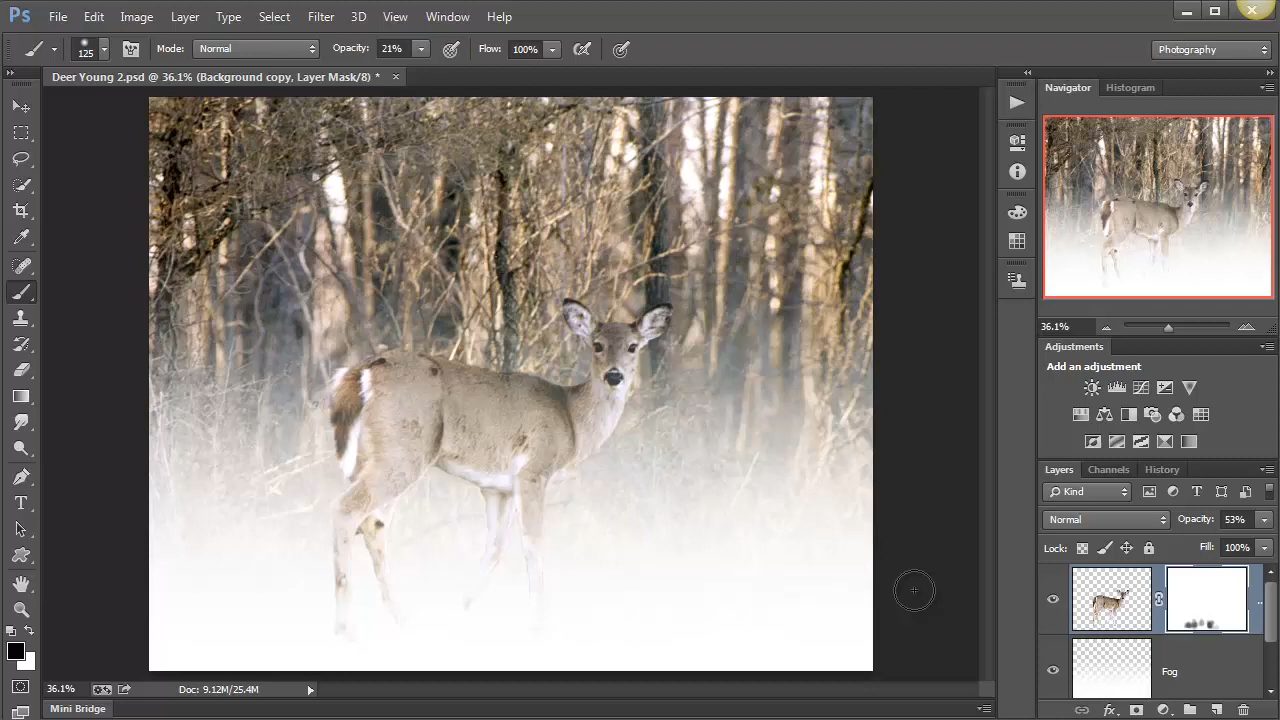 Ps File Edit Image Layer Type Select Filter 3D View Window Help
125 Mode: Normal Opacity: 21% Flow: 100% Photography
Deer Young 2.psd @ 36.1% (Background copy, Layer Mask/8) * ×
Navigator Histogram
36.1%
Adjustments
Add an adjustment
Layers Channels History
Kind
Normal Opacity: 53%
Lock: Fill: 100%
Fog
36.1% Doc: 9.12M/25.4M
Mini Bridge